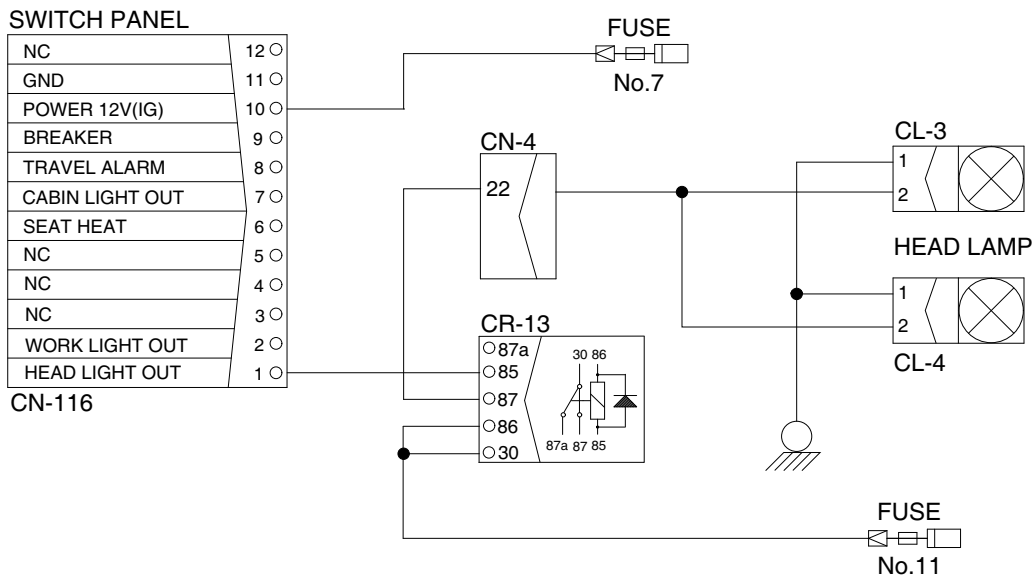 SWITCH PANEL
NC 12
GND 11
POWER 12V(IG) 10
BREAKER 9
TRAVEL ALARM 8
CABIN LIGHT OUT 7
SEAT HEAT 6
NC 5
NC 4
NC 3
WORK LIGHT OUT 2
HEAD LIGHT OUT 1
CN-116
FUSE
No.7
CN-4
22
CR-13
87a
85
87
86
30
30 86
87a 87 85
CL-3
1
2
HEAD LAMP
1
2
CL-4
FUSE
No.11